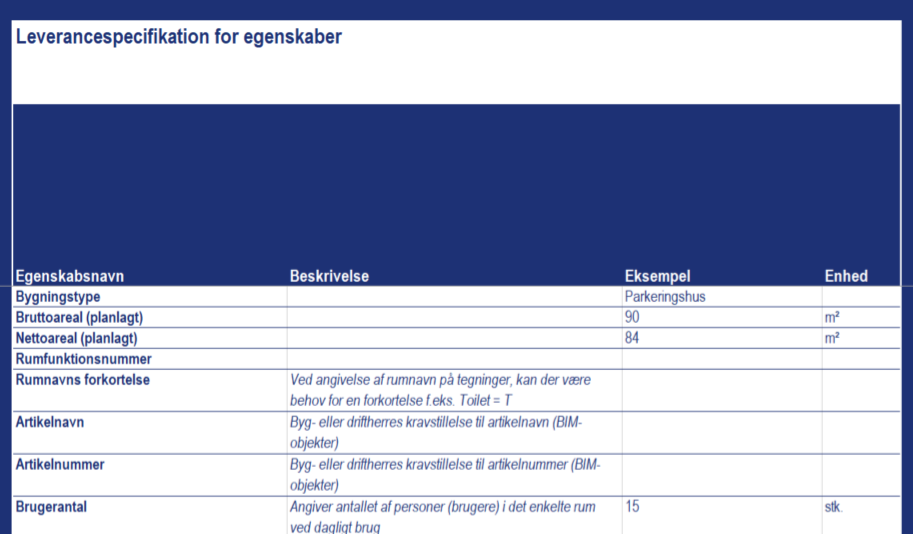 Leverancespecifikation for egenskaber
Egenskabsnavn Beskrivelse Eksempel Enhed
Bygningstype Parkeringshus
Bruttoareal (planlagt) 90 m²
Nettoareal (planlagt) 84 m²
Rumfunktionsnummer
Rumnavns forkortelse Ved angivelse af rumnavn på tegninger, kan der være
behov for en forkortelse f.eks. Toilet = T
Artikelnavn Byg- eller driftherres kravstillelse til artikelnavn (BIM-
objekter)
Artikelnummer Byg- eller driftherres kravstillelse til artikelnummer (BIM-
objekter)
Brugerantal Angiver antallet af personer (brugere) i det enkelte rum 15 stk.
ved dagligt brug